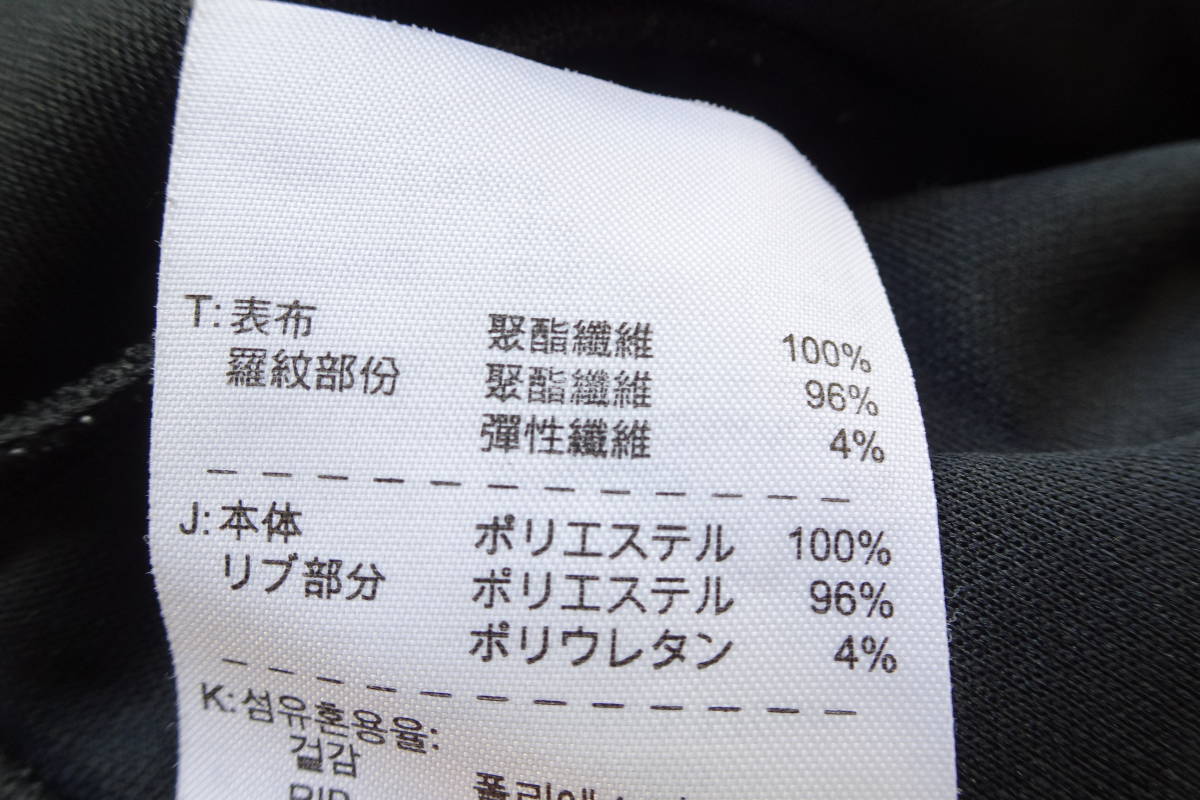 T: 表布 聚酯纖維 100%
羅紋部份 聚酯纖維 96%
彈性纖維 4%
J: 本体 ポリエステル 100%
リブ部分 ポリエステル 96%
ポリウレタン 4%
K: 섬유혼용율:
겉감
RIB